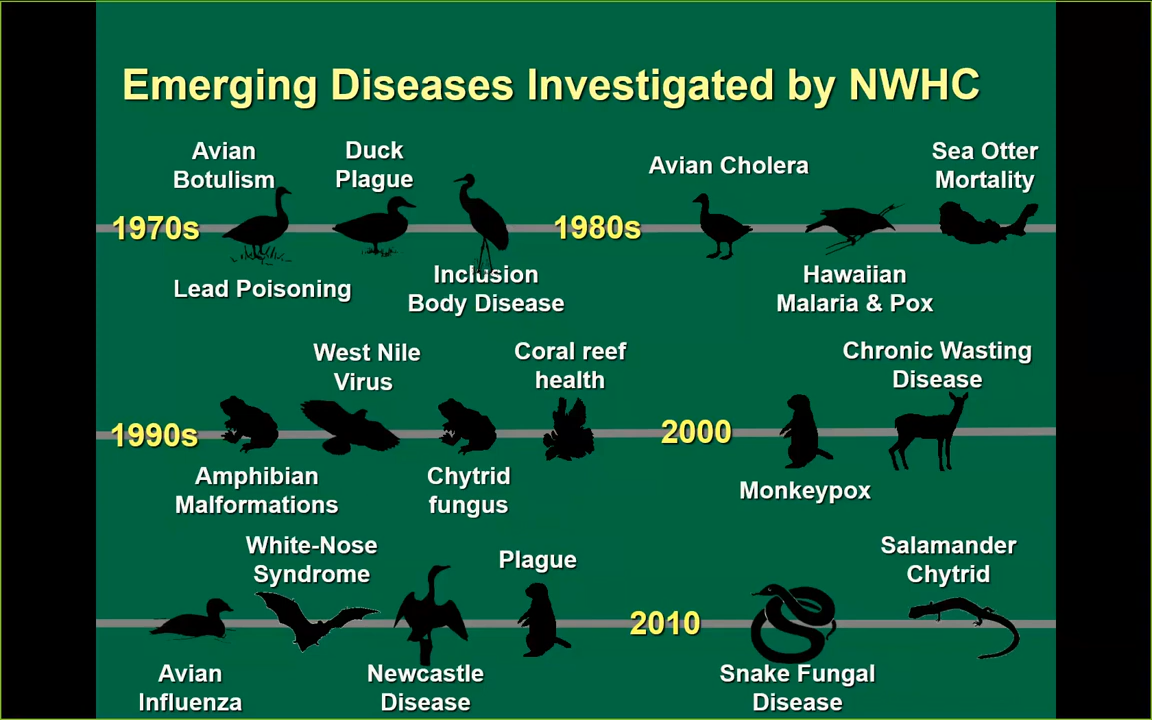 Emerging Diseases Investigated by NWHC
Avian
Botulism
Duck
Plague
Avian Cholera
Sea Otter
Mortality
1970s
1980s
Lead Poisoning
Inclusion
Body Disease
Hawaiian
Malaria & Pox
West Nile
Virus
Coral reef
health
Chronic Wasting
Disease
1990s
2000
Amphibian
Malformations
Chytrid
fungus
Monkeypox
White-Nose
Syndrome
Plague
Salamander
Chytrid
2010
Avian
Influenza
Newcastle
Disease
Snake Fungal
Disease